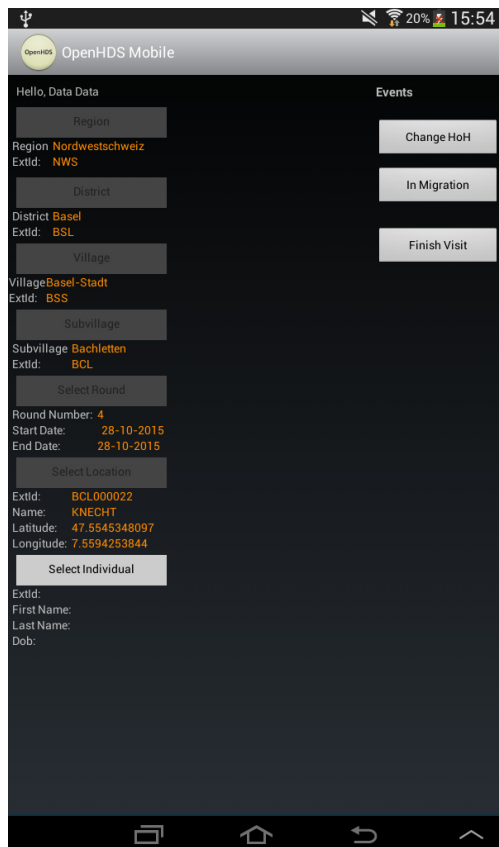 20% 15:54
OpenHDS OpenHDS Mobile
Hello, Data Data
Events
Region
Region Nordwestschweiz
ExtId: NWS
District
District Basel
ExtId: BSL
Village
VillageBasel-Stadt
ExtId: BSS
Subvillage
Subvillage Bachletten
ExtId: BCL
Select Round
Round Number: 4
Start Date: 28-10-2015
End Date: 28-10-2015
Select Location
ExtId: BCL000022
Name: KNECHT
Latitude: 47.5545348097
Longitude: 7.5594253844
Select Individual
ExtId:
First Name:
Last Name:
Dob:
Change HoH
In Migration
Finish Visit